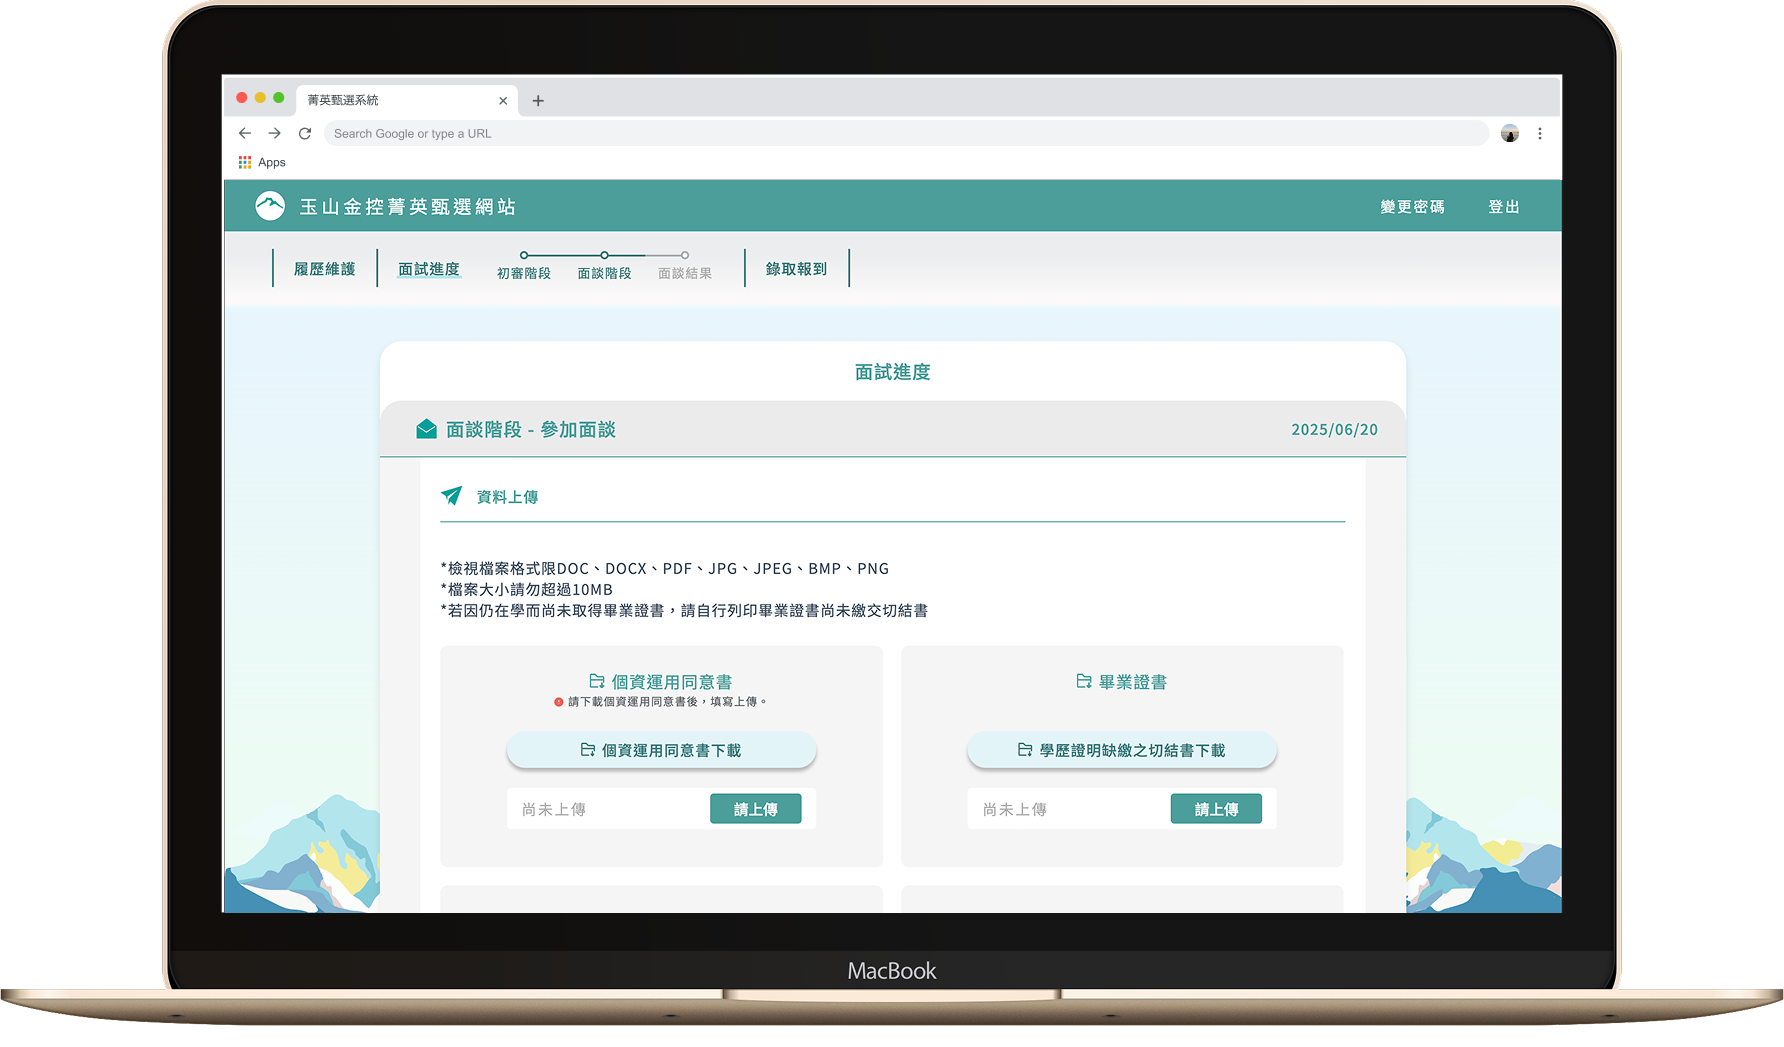 菁英甄選系統
Search Google or type a URL
Apps
玉山金控菁英甄選網站
變更密碼
登出
履歷維護
面試進度
初審階段
面談階段
面談結果
錄取報到
面試進度
面談階段 - 參加面談
2025/06/20
資料上傳
*檢視檔案格式限DOC、DOCX、PDF、JPG、JPEG、BMP、PNG
*檔案大小請勿超過10MB
*若因仍在學而尚未取得畢業證書，請自行列印畢業證書尚未繳交切結書
個資運用同意書
請下載個資運用同意書後，填寫上傳。
個資運用同意書下載
尚未上傳
請上傳
畢業證書
學歷證明缺繳之切結書下載
尚未上傳
請上傳
MacBook